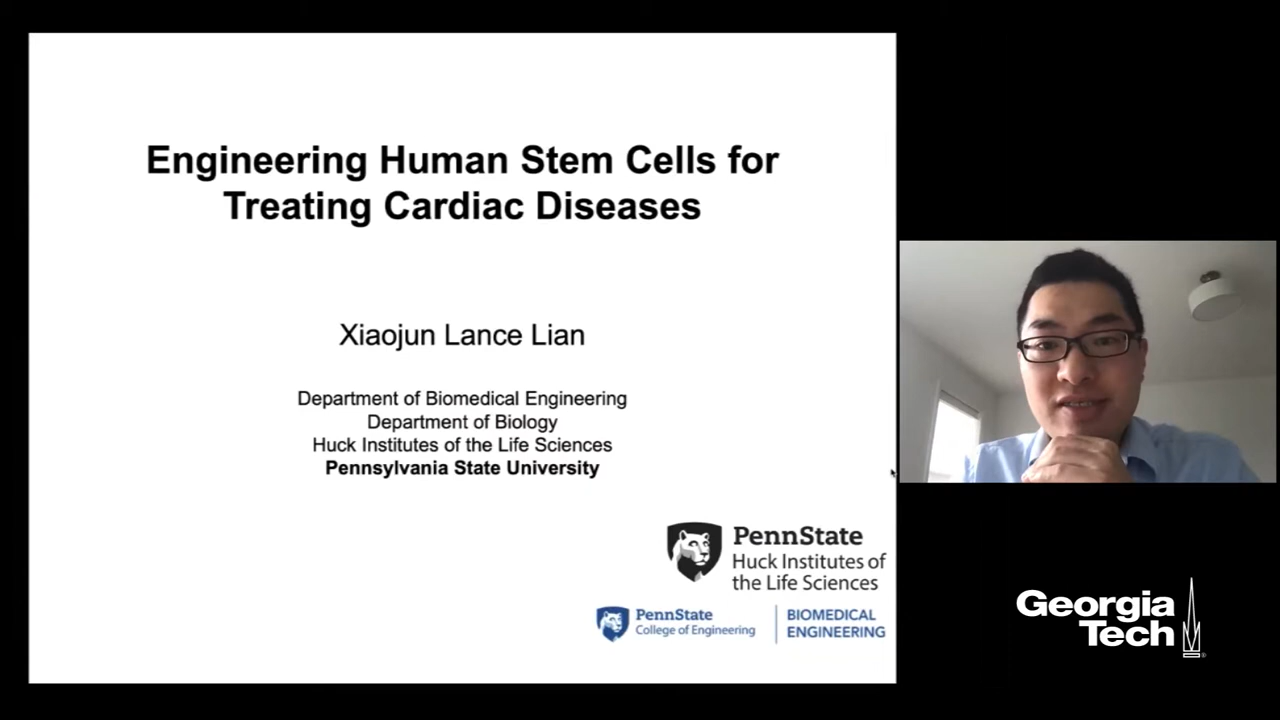 Engineering Human Stem Cells for
Treating Cardiac Diseases
Xiaojun Lance Lian
Department of Biomedical Engineering
Department of Biology
Huck Institutes of the Life Sciences
Pennsylvania State University
PennState
Huck Institutes of
the Life Sciences
PennState
College of Engineering
BIOMEDICAL
ENGINEERING
Georgia
Tech